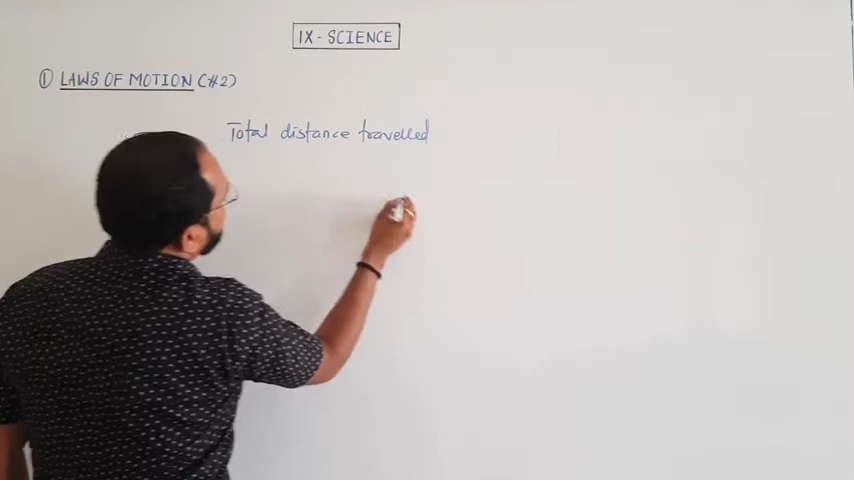 IX - SCIENCE
① LAWS OF MOTION (#2)
Total distance travelled